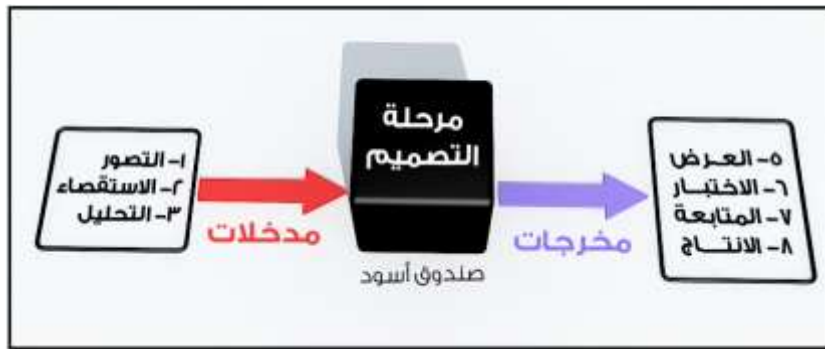 ١- التصور
٢- الاستقصاء
٣- التحليل
مدخلات
مرحلة
التصميم
صندوق أسود
مخرجات
٥- العرض
٦- الاختبار
٧- المتابعة
٨- الانتاج